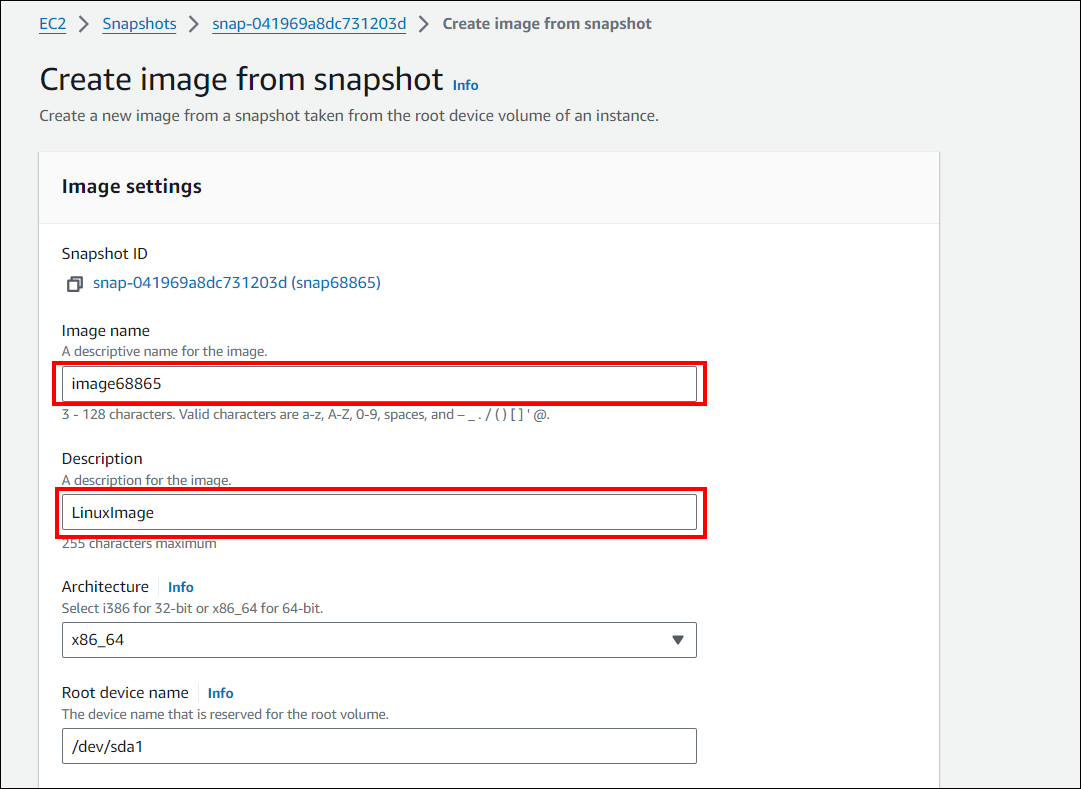 EC2 > Snapshots > snap-041969a8dc731203d > Create image from snapshot
Create image from snapshot Info
Create a new image from a snapshot taken from the root device volume of an instance.
Image settings
Snapshot ID
snap-041969a8dc731203d (snap68865)
Image name
A descriptive name for the image.
image68865
3 - 128 characters. Valid characters are a-z, A-Z, 0-9, spaces, and – _ . / ( ) [ ] ' @.
Description
A description for the image.
LinuxImage
255 characters maximum
Architecture Info
Select i386 for 32-bit or x86_64 for 64-bit.
x86_64
Root device name Info
The device name that is reserved for the root volume.
/dev/sda1